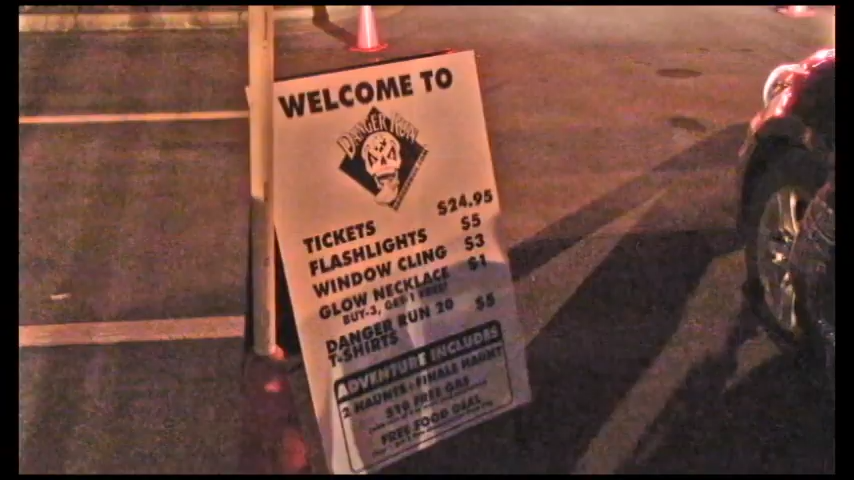 WELCOME TO
DANGER RUN
TICKETS $24.95
FLASHLIGHTS $5
WINDOW CLING $3
GLOW NECKLACE $1
BUY-3, GET 1 FREE!
DANGER RUN 20 $5
T-SHIRTS
ADVENTURE INCLUDES
2 HAUNTS + FINALE HAUNT
$10 FREE GAS
FREE FOOD DEAL